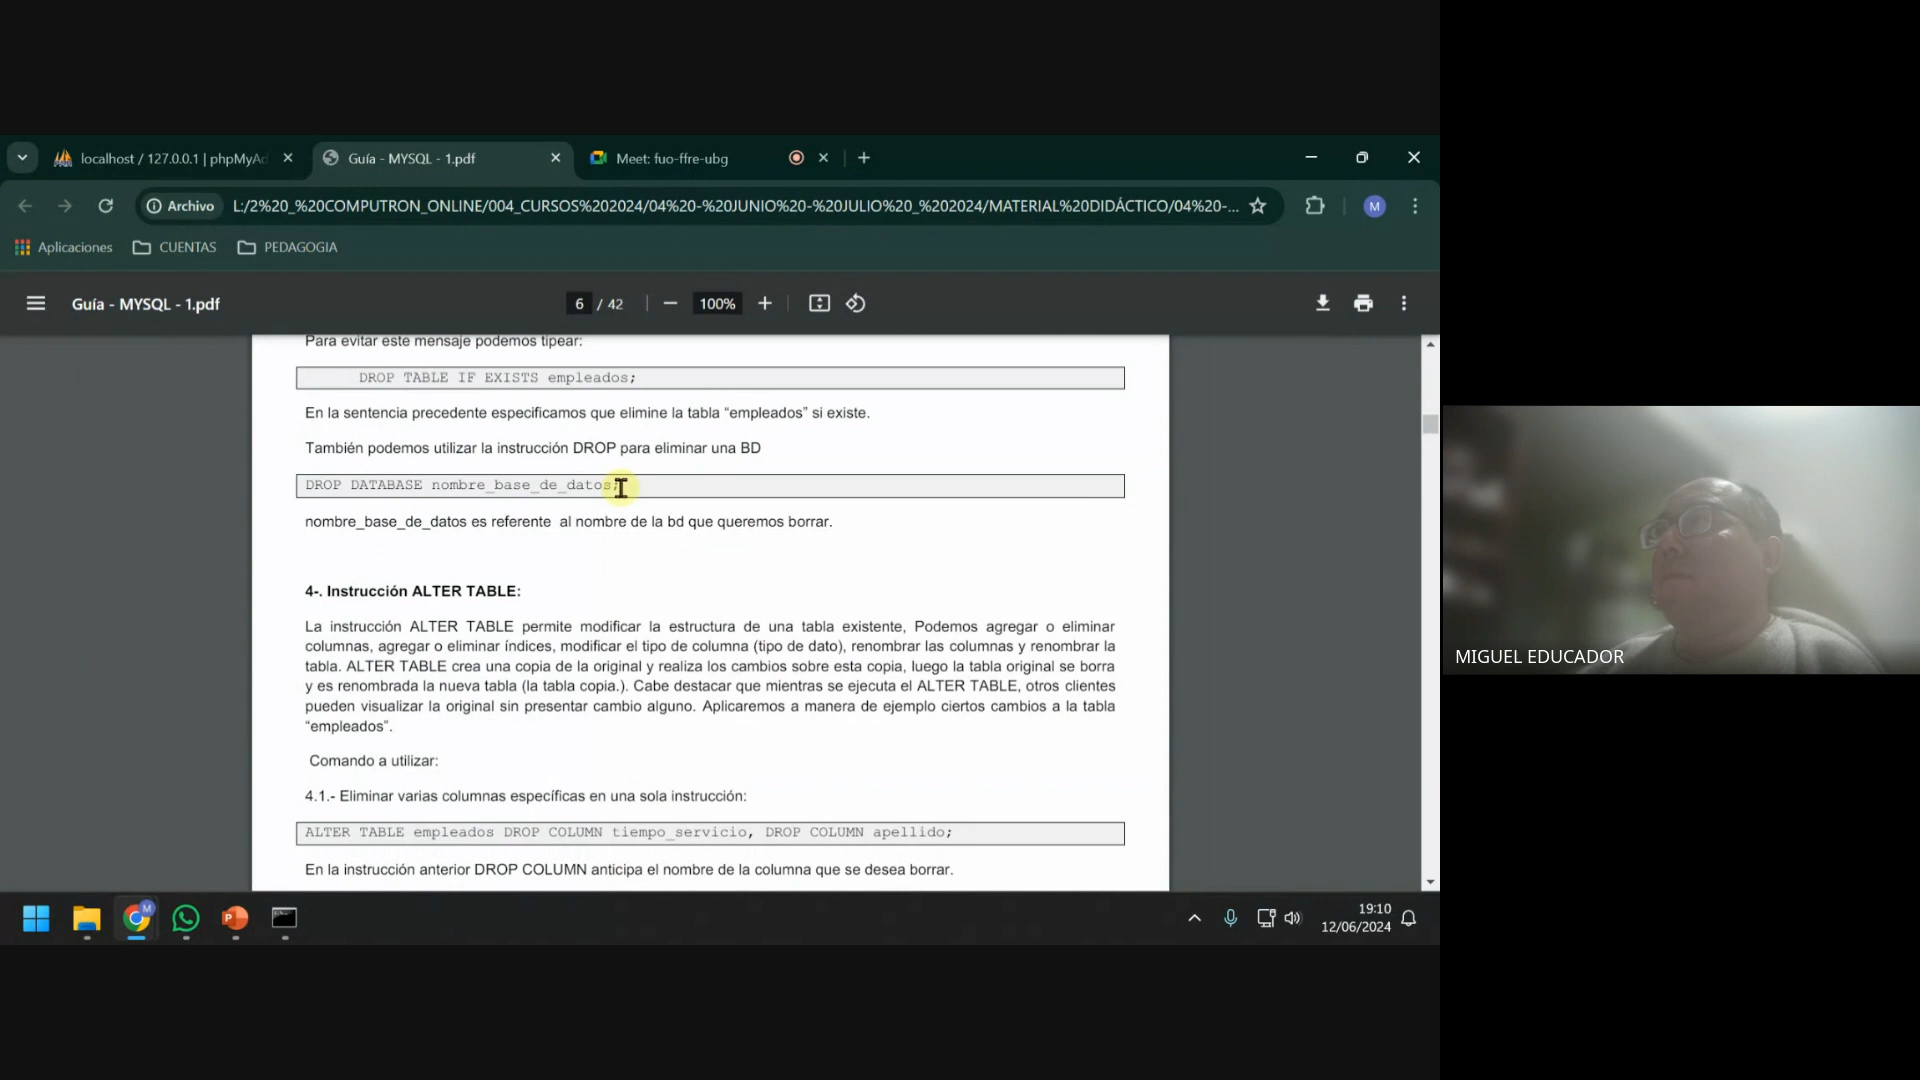 localhost / 127.0.0.1 | phpMyAd
Guía - MYSQL - 1.pdf
Meet: fuo-ffre-ubg
Archivo
L:/2%20_%20COMPUTRON_ONLINE/004_CURSOS%202024/04%20-%20JUNIO%20-%20JULIO%20_%202024/MATERIAL%20DIDÁCTICO/04%20-...
M
Aplicaciones
CUENTAS
PEDAGOGIA
Guía - MYSQL - 1.pdf
6 / 42
100%
Para evitar este mensaje podemos tipear:
DROP TABLE IF EXISTS empleados;
En la sentencia precedente especificamos que elimine la tabla “empleados” si existe.
También podemos utilizar la instrucción DROP para eliminar una BD
DROP DATABASE nombre_base_de_datos;
nombre_base_de_datos es referente al nombre de la bd que queremos borrar.
4-. Instrucción ALTER TABLE:
La instrucción ALTER TABLE permite modificar la estructura de una tabla existente, Podemos agregar o eliminar
columnas, agregar o eliminar índices, modificar el tipo de columna (tipo de dato), renombrar las columnas y renombrar la
tabla. ALTER TABLE crea una copia de la original y realiza los cambios sobre esta copia, luego la tabla original se borra
y es renombrada la nueva tabla (la tabla copia.). Cabe destacar que mientras se ejecuta el ALTER TABLE, otros clientes
pueden visualizar la original sin presentar cambio alguno. Aplicaremos a manera de ejemplo ciertos cambios a la tabla
“empleados”.
Comando a utilizar:
4.1.- Eliminar varias columnas específicas en una sola instrucción:
ALTER TABLE empleados DROP COLUMN tiempo_servicio, DROP COLUMN apellido;
En la instrucción anterior DROP COLUMN anticipa el nombre de la columna que se desea borrar.
MIGUEL EDUCADOR
M
P
19:10
12/06/2024